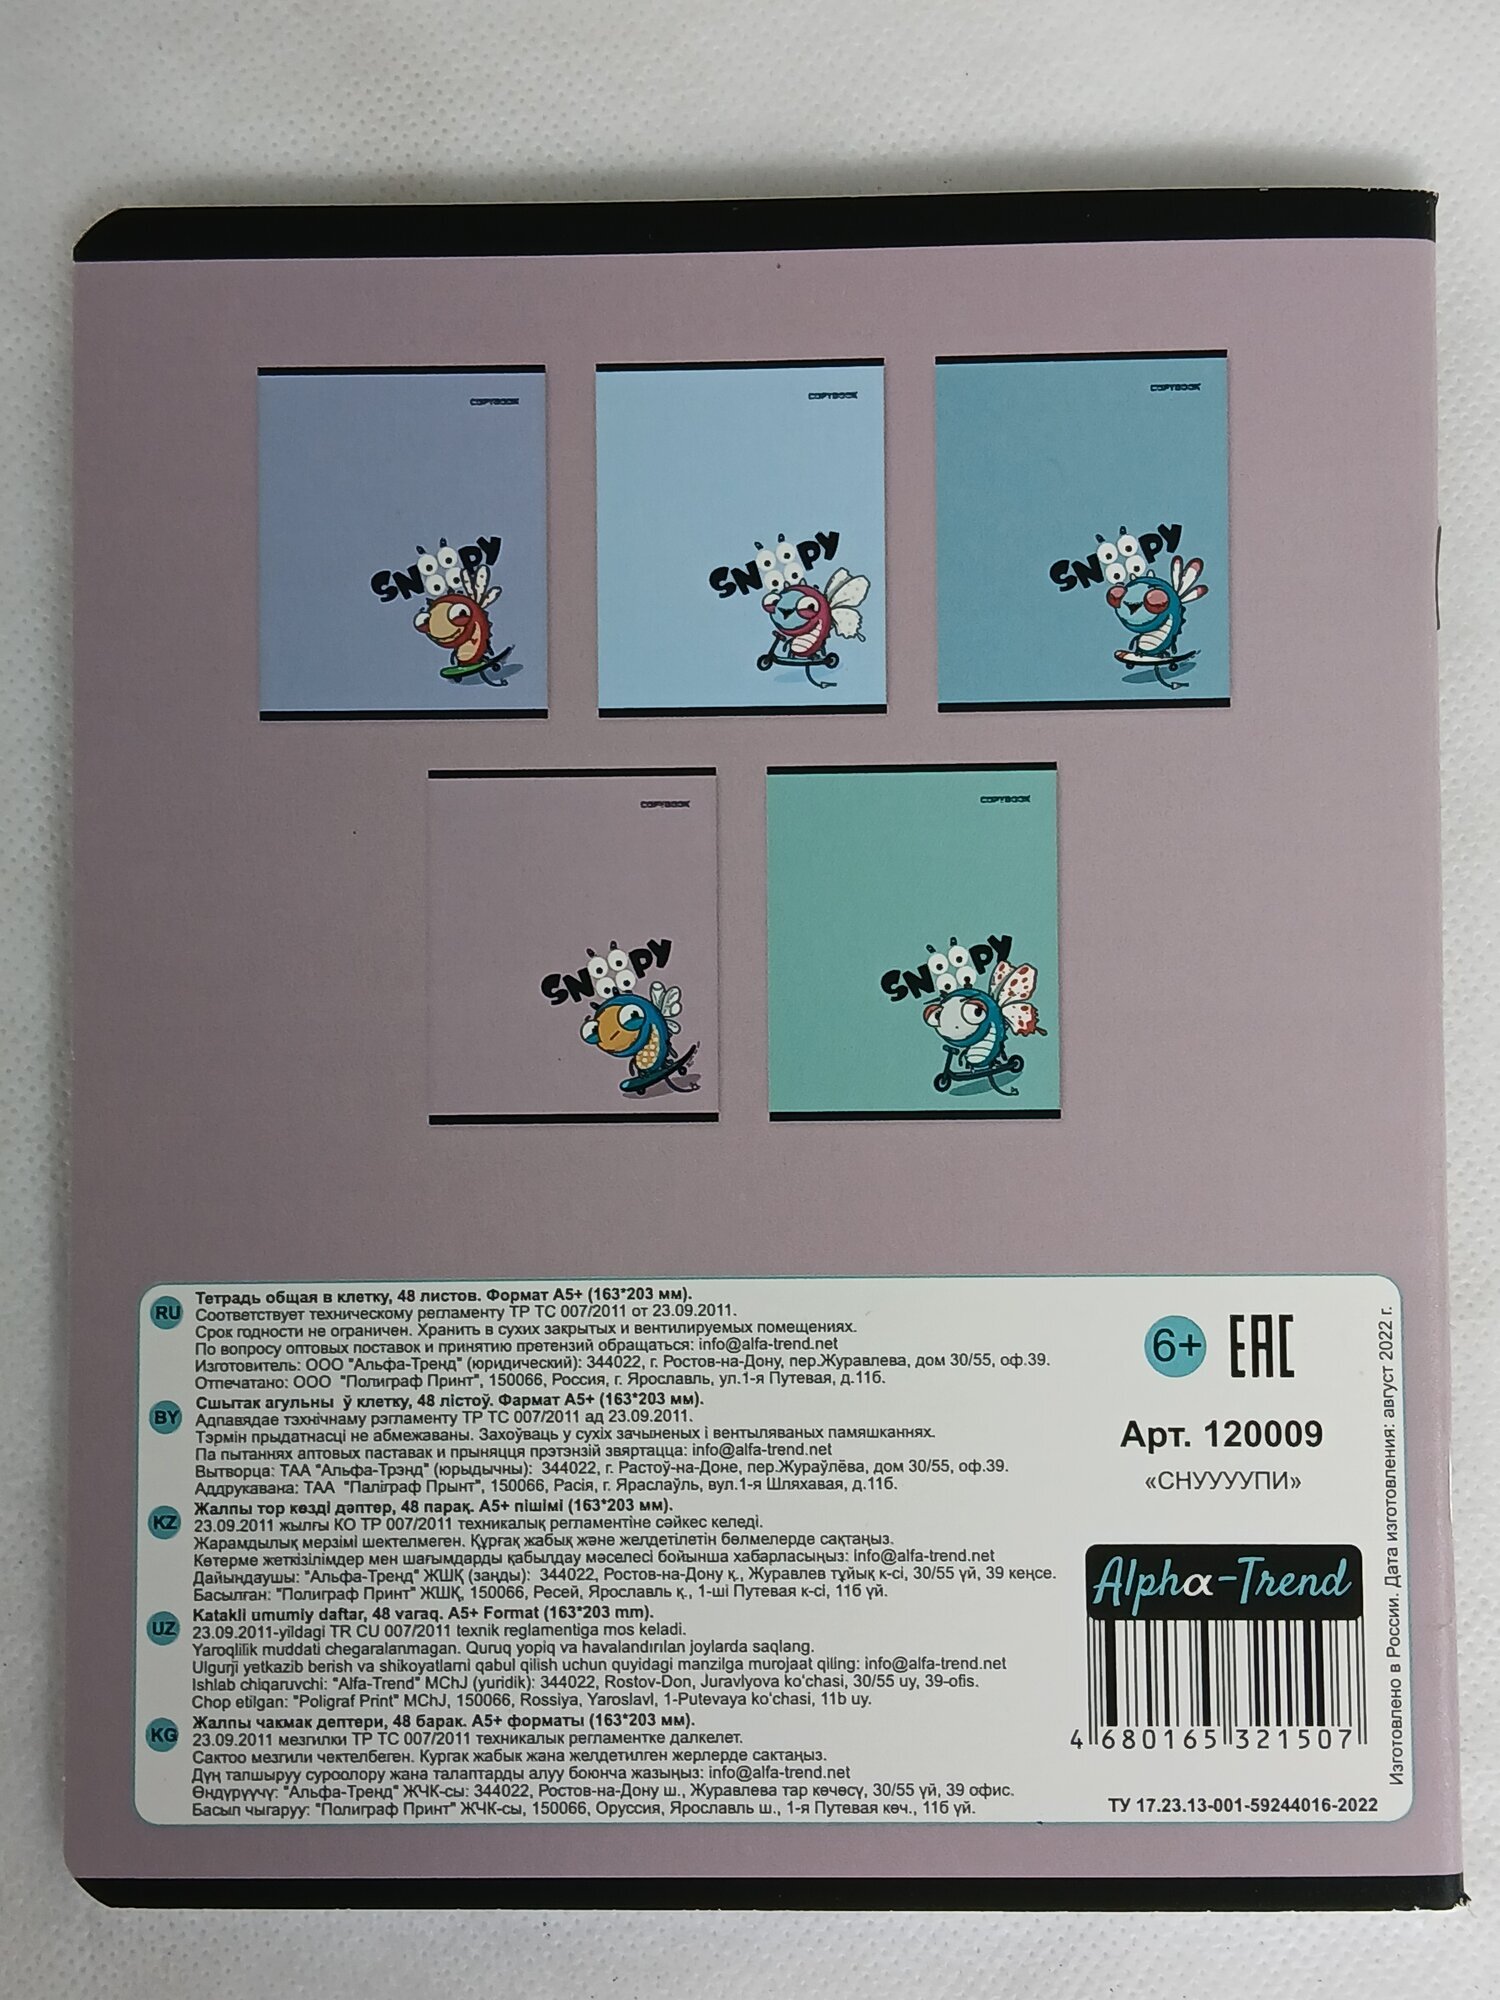 COPYBOOK
SNOOPY
COPYBOOK
SNOOPY
COPYBOOK
SNOOPY
COPYBOOK
SNOOPY
COPYBOOK
SNOOPY
RU
Тетрадь общая в клетку, 48 листов. Формат А5+ (163*203 мм).
Соответствует техническому регламенту ТР ТС 007/2011 от 23.09.2011.
Срок годности не ограничен. Хранить в сухих закрытых и вентилируемых помещениях.
По вопросу оптовых поставок и принятию претензий обращаться: info@alfa-trend.net
Изготовитель: ООО "Альфа-Тренд" (юридический): 344022, г. Ростов-на-Дону, пер.Журавлева, дом 30/55, оф.39.
Отпечатано: ООО "Полиграф Принт", 150066, Россия, г. Ярославль, ул.1-я Путевая, д.11б.
BY
Сшытак агульны ў клетку, 48 лістоў. Фармат А5+ (163*203 мм).
Адпавядае тэхнічнаму рэгламенту ТР ТС 007/2011 ад 23.09.2011.
Тэрмін прыдатнасці не абмежаваны. Захоўваць у сухіх зачыненых і вентыляваных памяшканнях.
Па пытаннях аптовых паставак и прыняцця прэтэнзій звяртацца: info@alfa-trend.net
Вытворца: ТАА "Альфа-Трэнд" (юрыдычны): 344022, г. Растоў-на-Доне, пер.Жураўлёва, дом 30/55, оф.39.
Аддрукавана: ТАА "Паліграф Прынт", 150066, Расія, г. Яраслаўль, вул.1-я Шляхавая, д.11б.
KZ
Жалпы тор көзді дәптер, 48 парақ. А5+ пішімі (163*203 мм).
23.09.2011 жылғы КО ТР 007/2011 техникалық регламентіне сәйкес келеді.
Жарамдылық мерзімі шектелмеген. Құрғақ жабық және желдетілетін бөлмелерде сақтаңыз.
Көтерме жеткізілімдер мен шағымдарды қабылдау мәселесі бойынша хабарласыңыз: info@alfa-trend.net
Дайындаушы: "Альфа-Тренд" ЖШҚ (заңды): 344022, Ростов-на-Дону қ., Журавлев тұйық к-сі, 30/55 үй, 39 кеңсе.
Басылған: "Полиграф Принт" ЖШҚ, 150066, Ресей, Ярославль қ., 1-ші Путевая к-сі, 11б үй.
UZ
Katakli umumiy daftar, 48 varaq. A5+ Format (163*203 mm).
23.09.2011-yildagi TR CU 007/2011 texnik reglamentiga mos keladi.
Yaroqlilik muddati chegaralanmagan. Quruq yopiq va havalandırılan joylarda saqlang.
Ulgurji yetkazib berish va shikoyatlarni qabul qilish uchun quyidagi manzilga murojaat qiling: info@alfa-trend.net
Ishlab chiqaruvchi: "Alfa-Trend" MChJ (yuridik): 344022, Rostov-Don, Juravlyova ko'chasi, 30/55 uy, 39-ofis.
Chop etilgan: "Poligraf Print" MChJ, 150066, Rossiya, Yaroslavl, 1-Putevaya ko'chasi, 11b uy.
KG
Жалпы чакмак дептери, 48 барак. А5+ форматы (163*203 мм).
23.09.2011 мезгилки ТР ТС 007/2011 техникалык регламентке далкелет.
Сактоо мезгили чектелбеген. Кургак жабык жана желдетилген жерлерде сактаңыз.
Дүң тапшыруу суроолору жана талаптарды алуу боюнча жазыңыз: info@alfa-trend.net
Өндүрүүчү: "Альфа-Тренд" ЖЧК-сы: 344022, Ростов-на-Дону ш., Журавлева тар көчөсү, 30/55 үй, 39 офис.
Басып чыгаруу: "Полиграф Принт" ЖЧК-сы, 150066, Оруссия, Ярославль ш., 1-я Путевая көч., 11б үй.
6+ EAC
Арт. 120009
«СНУУУУПИ»
Alpha-Trend
4 680165 321507
ТУ 17.23.13-001-59244016-2022
Изготовлено в России. Дата изготовления: август 2022 г.